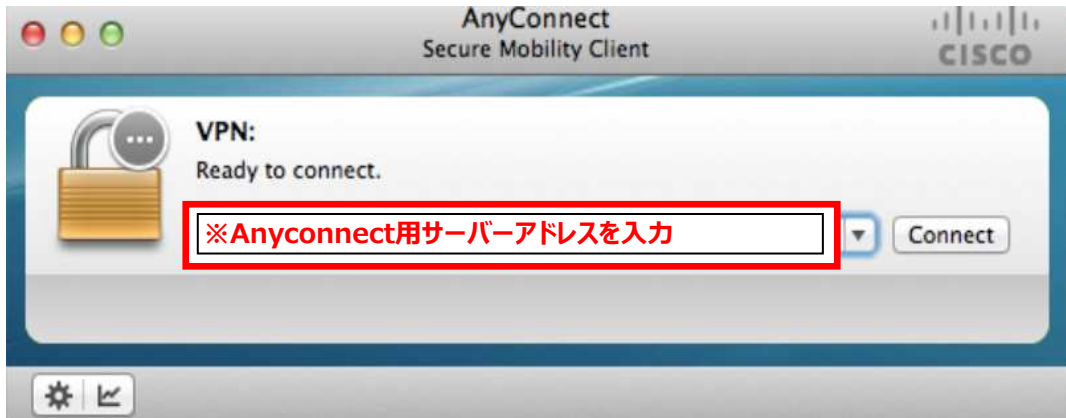 AnyConnect
Secure Mobility Client
CISCO
VPN:
Ready to connect.
※Anyconnect用サーバーアドレスを入力
Connect